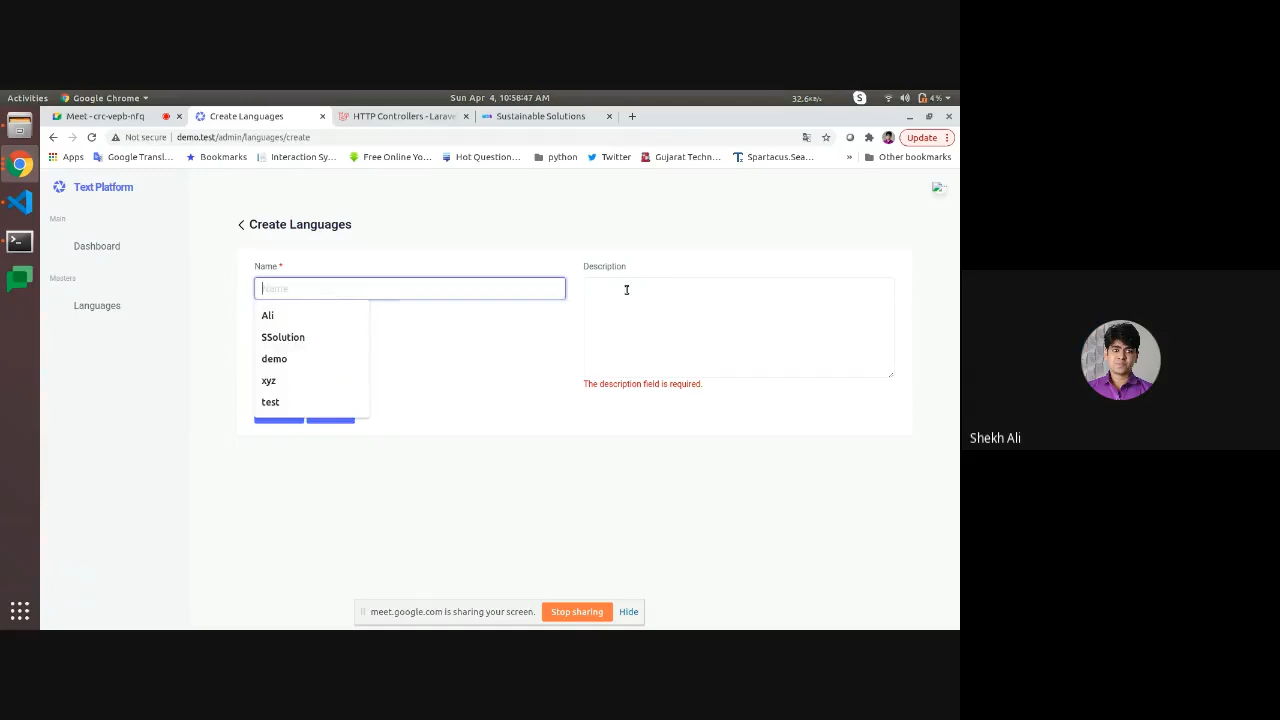 Activities
Google Chrome
Sun Apr 4, 10:58:47 AM
4%
Meet - crc-vepb-nfq
Create Languages
HTTP Controllers - Larave
Sustainable Solutions
Not secure
demo.test/admin/languages/create
Update
Apps
Google Transl...
Bookmarks
Interaction Sy...
Free Online Yo...
Hot Question...
python
Twitter
Gujarat Techn...
Spartacus.Sea...
»
Other bookmarks
Text Platform
Main
Dashboard
Masters
Languages
Create Languages
Name *
Name
Ali
SSolution
demo
xyz
test
Description
The description field is required.
meet.google.com is sharing your screen.
Stop sharing
Hide
Shekh Ali